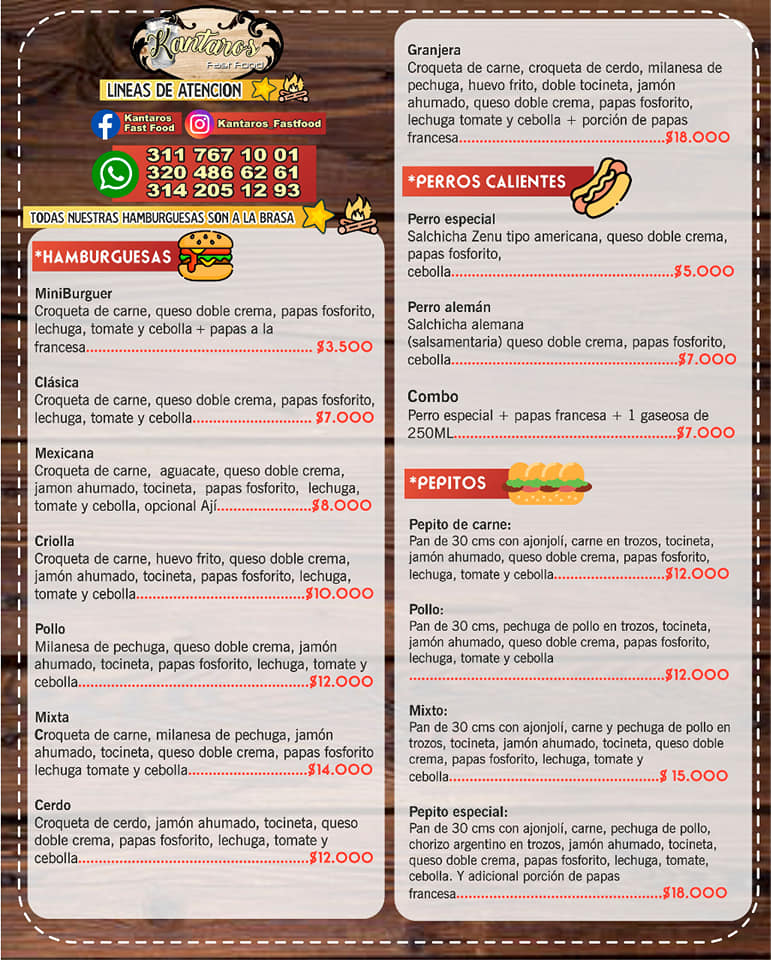 Kantaros
Fast Food
LINEAS DE ATENCION
Kantaros
Fast Food
Kantaros_Fastfood
311 767 10 01
320 486 62 61
314 205 12 93
TODAS NUESTRAS HAMBURGUESAS SON A LA BRASA
*HAMBURGUESAS
MiniBurguer
Croqueta de carne, queso doble crema, papas fosforito,
lechuga, tomate y cebolla + papas a la
francesa.................................................. $3.500
Clásica
Croqueta de carne, queso doble crema, papas fosforito,
lechuga, tomate y cebolla..........................$7.000
Mexicana
Croqueta de carne, aguacate, queso doble crema,
jamon ahumado, tocineta, papas fosforito, lechuga,
tomate y cebolla, opcional Ají.....................$8.000
Criolla
Croqueta de carne, huevo frito, queso doble crema,
jamón ahumado, tocineta, papas fosforito, lechuga,
tomate y cebolla.....................................$10.000
Pollo
Milanesa de pechuga, queso doble crema, jamón
ahumado, tocineta, papas fosforito, lechuga, tomate y
cebolla..................................................$12.000
Mixta
Croqueta de carne, milanesa de pechuga, jamón
ahumado, tocineta, queso doble crema, papas fosforito
lechuga tomate y cebolla..........................$14.000
Cerdo
Croqueta de cerdo, jamón ahumado, tocineta, queso
doble crema, papas fosforito, lechuga, tomate y
cebolla..................................................$12.000
Granjera
Croqueta de carne, croqueta de cerdo, milanesa de
pechuga, huevo frito, doble tocineta, jamón
ahumado, queso doble crema, papas fosforito,
lechuga tomate y cebolla + porción de papas
francesa.............................................$18.000
*PERROS CALIENTES
Perro especial
Salchicha Zenu tipo americana, queso doble crema,
papas fosforito,
cebolla.................................................$5.000
Perro alemán
Salchicha alemana
(salsamentaria) queso doble crema, papas fosforito,
cebolla..................................................$7.000
Combo
Perro especial + papas francesa + 1 gaseosa de
250ML.................................................$7.000
*PEPITOS
Pepito de carne:
Pan de 30 cms con ajonjolí, carne en trozos, tocineta,
jamón ahumado, queso doble crema, papas fosforito,
lechuga, tomate y cebolla.........................$12.000
Pollo:
Pan de 30 cms, pechuga de pollo en trozos, tocineta,
jamón ahumado, queso doble crema, papas fosforito,
lechuga, tomate y cebolla
.........................................................$12.000
Mixto:
Pan de 30 cms con ajonjolí, carne y pechuga de pollo en
trozos, tocineta, jamón ahumado, tocineta, queso doble
crema, papas fosforito, lechuga, tomate y
cebolla...............................................$ 15.000
Pepito especial:
Pan de 30 cms con ajonjolí, carne, pechuga de pollo,
chorizo argentino en trozos, jamón ahumado, tocineta,
queso doble crema, papas fosforito, lechuga, tomate,
cebolla. Y adicional porción de papas
francesa..............................................$18.000